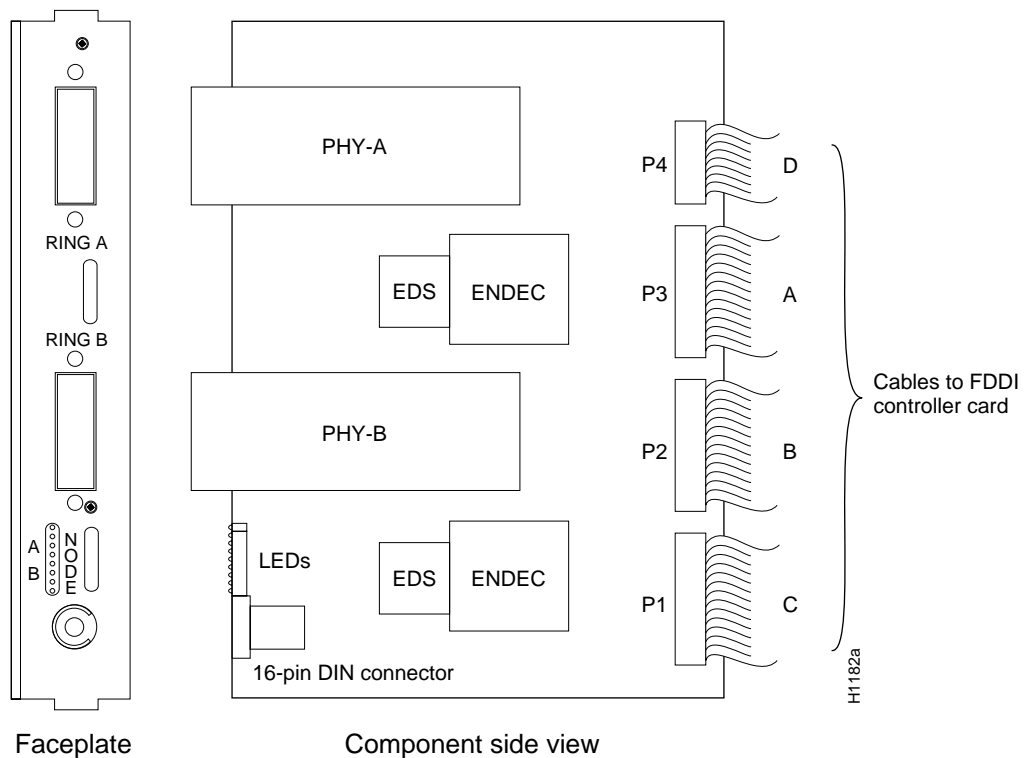 RING A
RING B
A
B
NODE
PHY-A
EDS
ENDEC
PHY-B
LEDs
EDS
ENDEC
16-pin DIN connector
P4
D
P3
A
P2
B
P1
C
Cables to FDDI
controller card
H1182a
Faceplate
Component side view